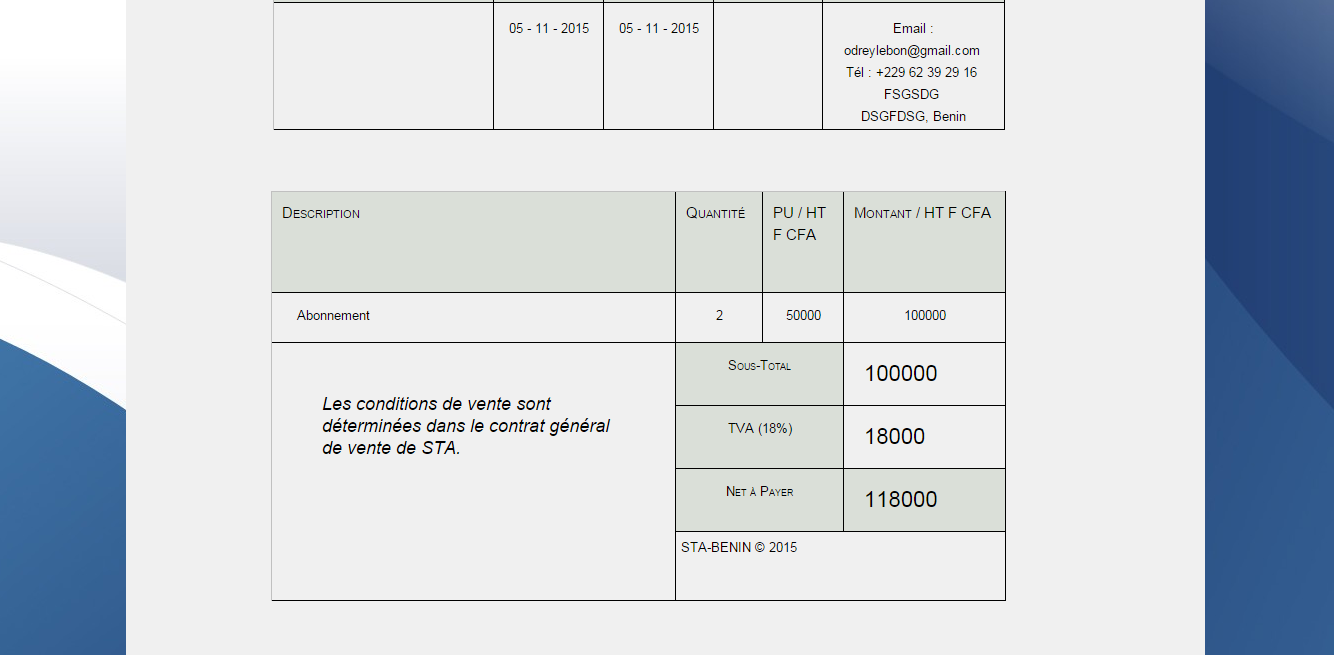 05 - 11 - 2015
05 - 11 - 2015
Email :
odreylebon@gmail.com
Tél : +229 62 39 29 16
FSGSDG
DSGFDSG, Benin
Description
Quantité
PU / HT
F CFA
Montant / HT F CFA
Abonnement
2
50000
100000
Les conditions de vente sont
déterminées dans le contrat général
de vente de STA.
Sous-Total
100000
TVA (18%)
18000
Net à Payer
118000
STA-BENIN © 2015